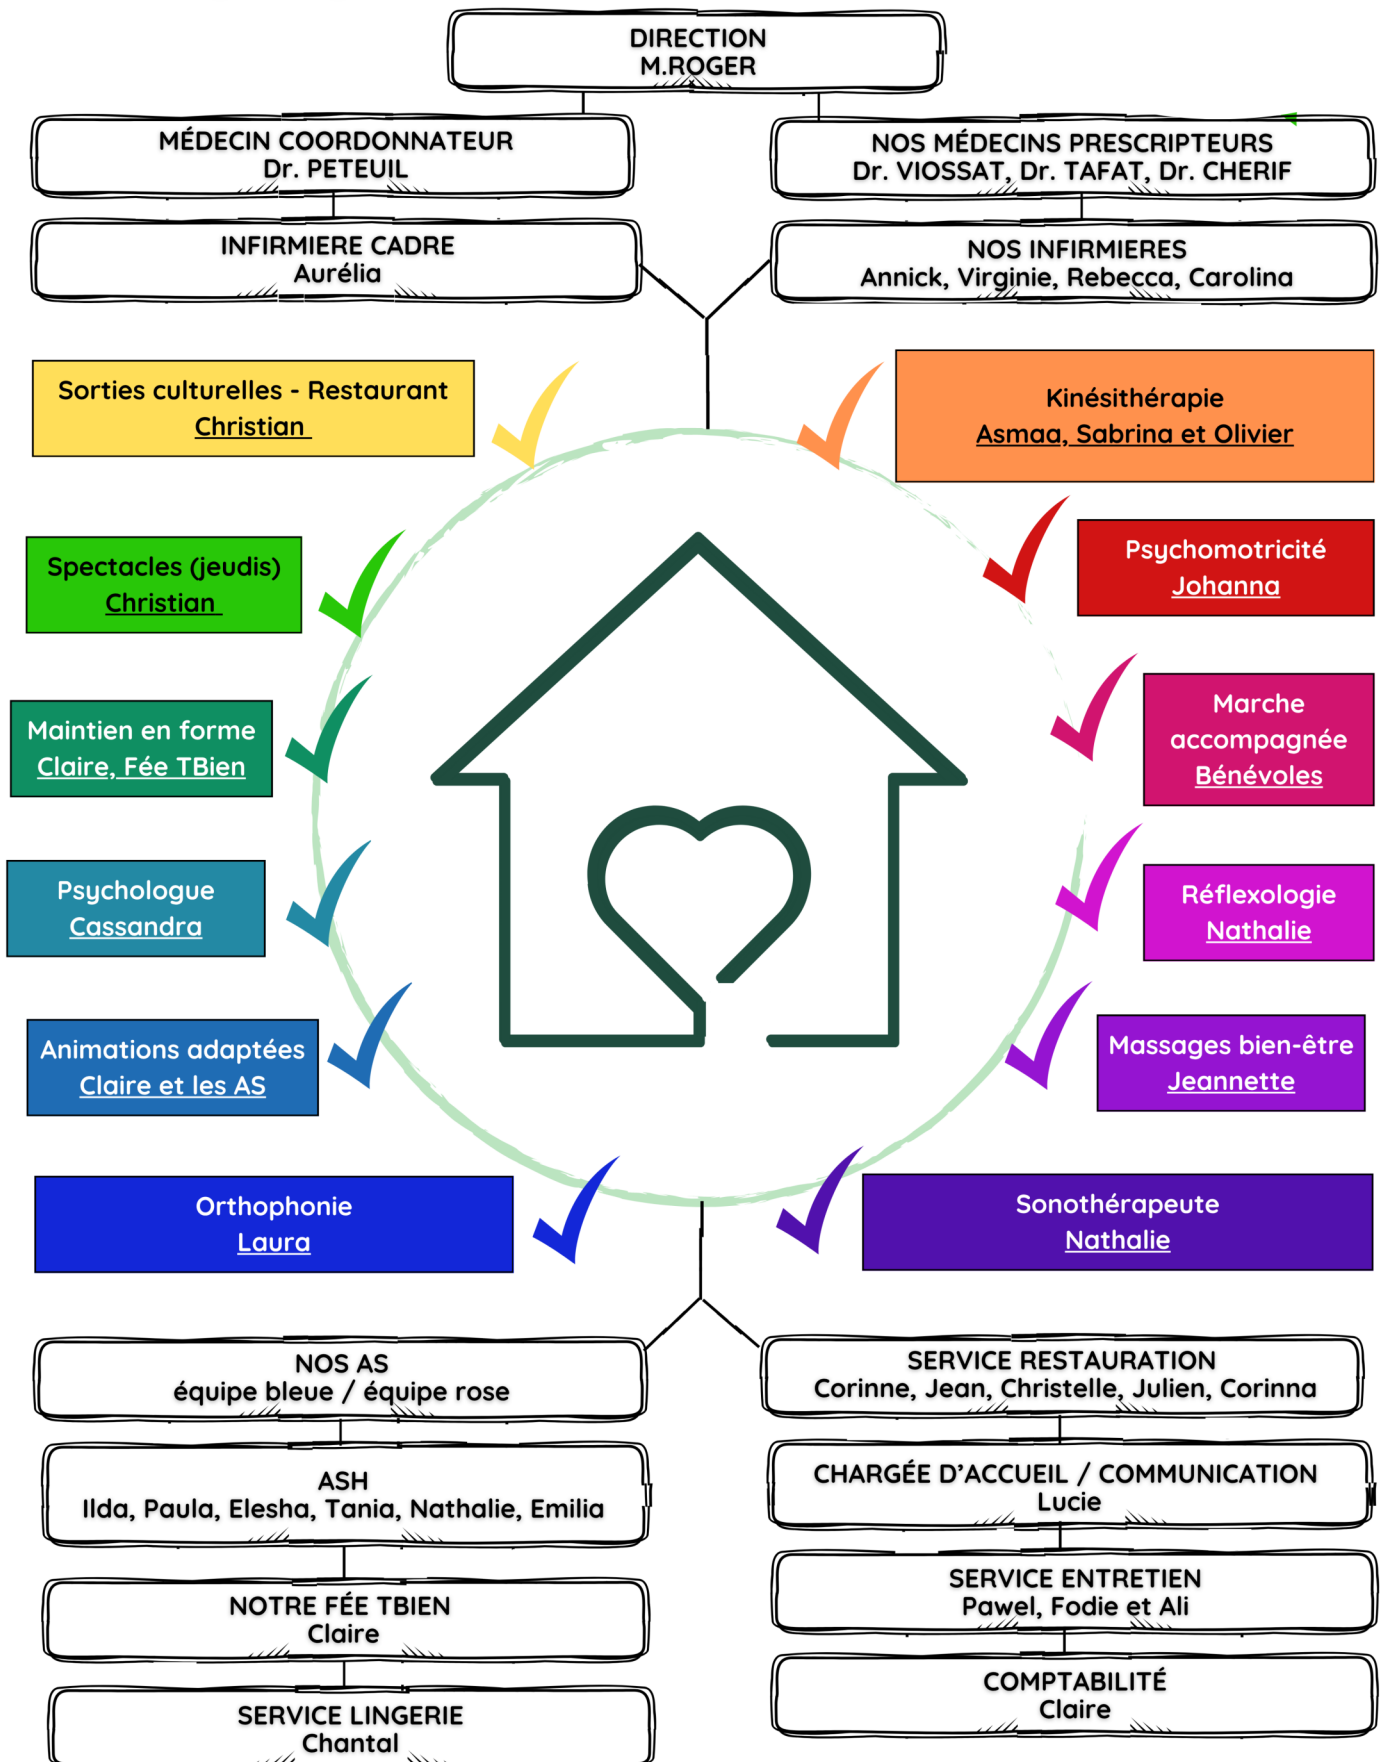 DIRECTION
M.ROGER
MÉDECIN COORDONNATEUR
Dr. PETEUIL
NOS MÉDECINS PRESCRIPTEURS
Dr. VIOSSAT, Dr. TAFAT, Dr. CHERIF
INFIRMIERE CADRE
Aurélia
NOS INFIRMIERES
Annick, Virginie, Rebecca, Carolina
Sorties culturelles - Restaurant
Christian
Kinésithérapie
Asmaa, Sabrina et Olivier
Spectacles (jeudis)
Christian
Psychomotricité
Johanna
Maintien en forme
Claire, Fée TBien
Marche
accompagnée
Bénévoles
Psychologue
Cassandra
Réflexologie
Nathalie
Animations adaptées
Claire et les AS
Massages bien-être
Jeannette
Orthophonie
Laura
Sonothérapeute
Nathalie
NOS AS
équipe bleue / équipe rose
SERVICE RESTAURATION
Corinne, Jean, Christelle, Julien, Corinna
ASH
Ilda, Paula, Elesha, Tania, Nathalie, Emilia
CHARGÉE D'ACCUEIL / COMMUNICATION
Lucie
NOTRE FÉE TBIEN
Claire
SERVICE ENTRETIEN
Pawel, Fodie et Ali
SERVICE LINGERIE
Chantal
COMPTABILITÉ
Claire